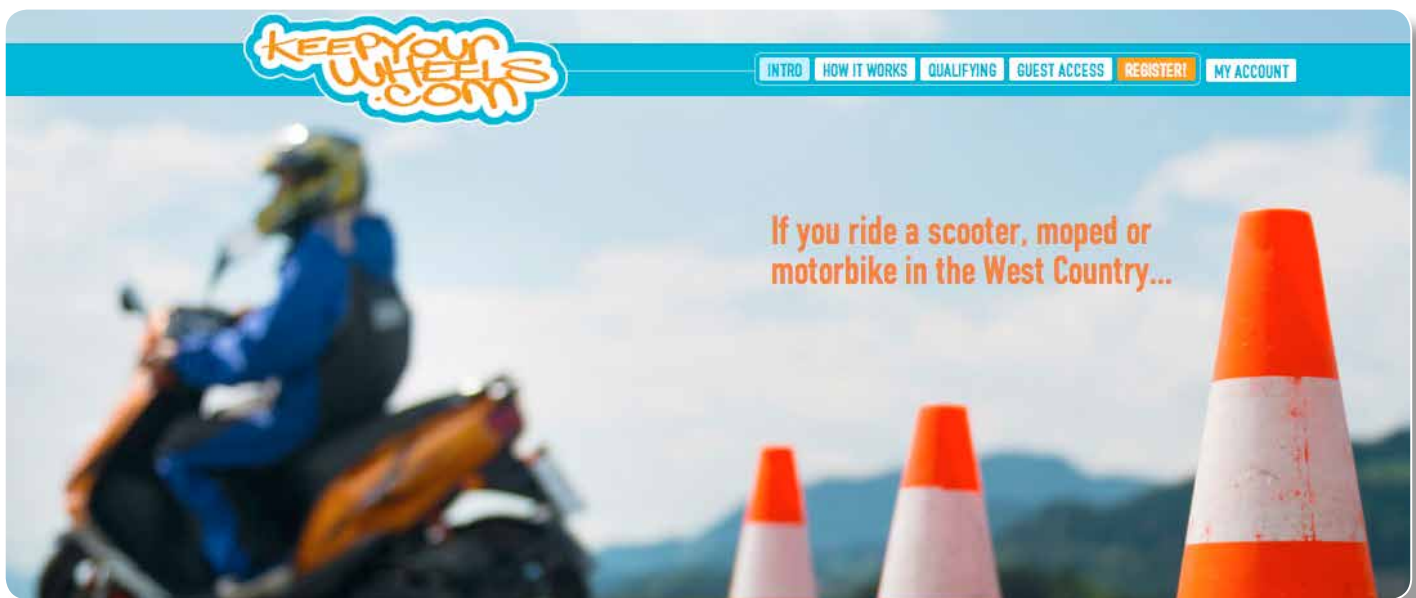 KEEPYOUR
WHEELS
.COM
INTRO HOW IT WORKS QUALIFYING GUEST ACCESS REGISTER! MY ACCOUNT
If you ride a scooter, moped or
motorbike in the West Country...